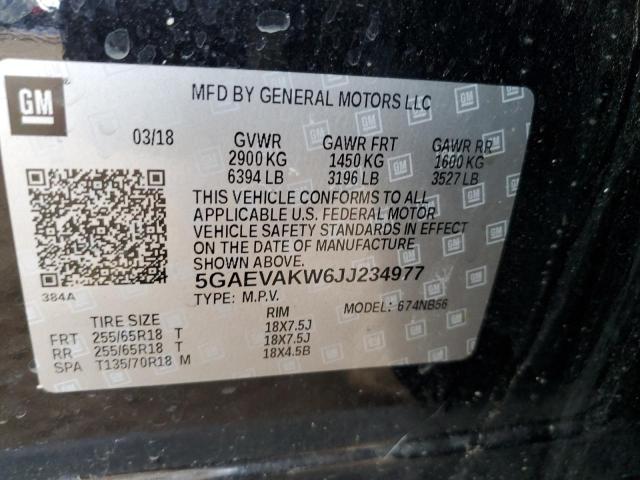 GM
MFD BY GENERAL MOTORS LLC
03/18 GVWR GAWR FRT GAWR RR
2900 KG 1450 KG 1600 KG
6394 LB 3196 LB 3527 LB
THIS VEHICLE CONFORMS TO ALL
APPLICABLE U.S. FEDERAL MOTOR
VEHICLE SAFETY STANDARDS IN EFFECT
ON THE DATE OF MANUFACTURE
SHOWN ABOVE.
384A 5GAEVAKW6JJ234977
TYPE: M.P.V. MODEL: 674NB56
TIRE SIZE RIM
FRT 255/65R18 T 18X7.5J
RR 255/65R18 T 18X7.5J
SPA T135/70R18 M 18X4.5B